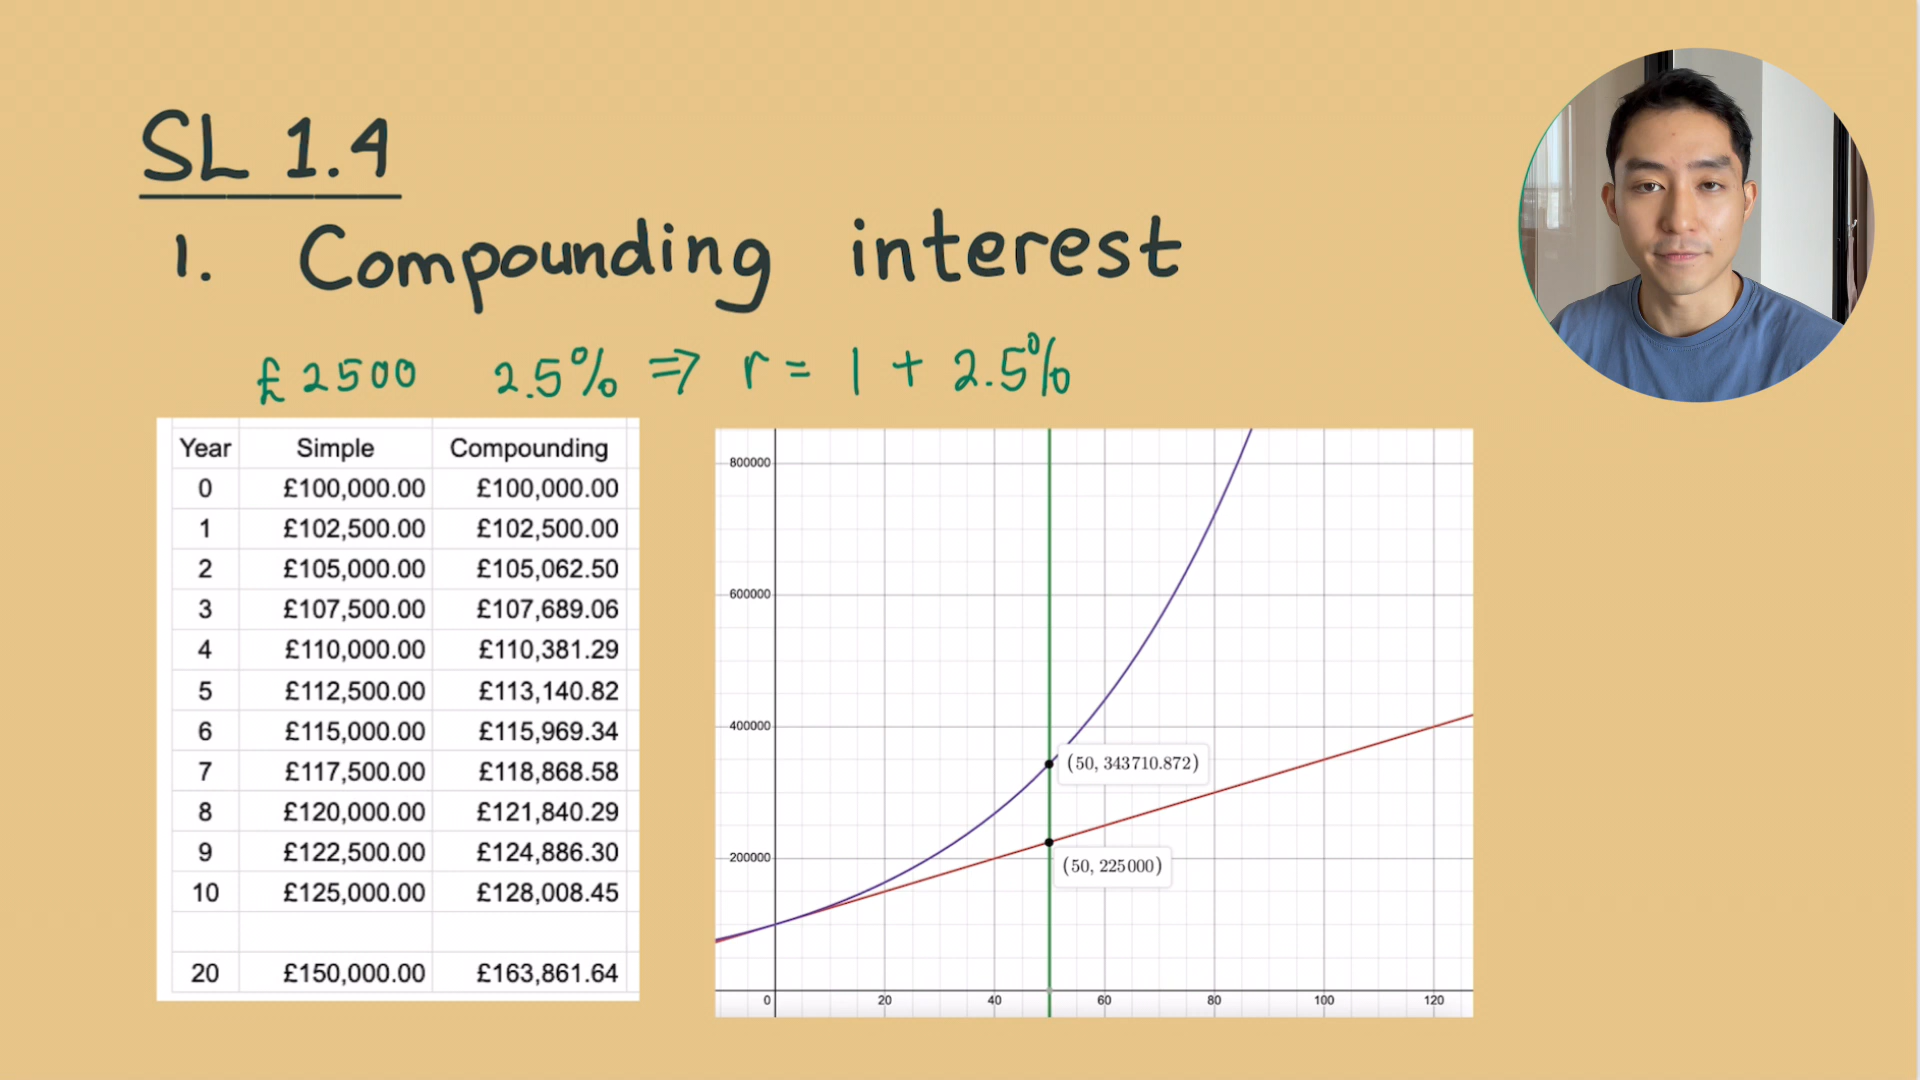 SL 1.4
1. Compounding interest
£2500 2.5% ⇒ r = 1 + 2.5%
Year Simple Compounding
0 £100,000.00 £100,000.00
1 £102,500.00 £102,500.00
2 £105,000.00 £105,062.50
3 £107,500.00 £107,689.06
4 £110,000.00 £110,381.29
5 £112,500.00 £113,140.82
6 £115,000.00 £115,969.34
7 £117,500.00 £118,868.58
8 £120,000.00 £121,840.29
9 £122,500.00 £124,886.30
10 £125,000.00 £128,008.45
20 £150,000.00 £163,861.64
800000
600000
400000
(50, 343710.872)
200000
(50, 225000)
0 20 40 60 80 100 120